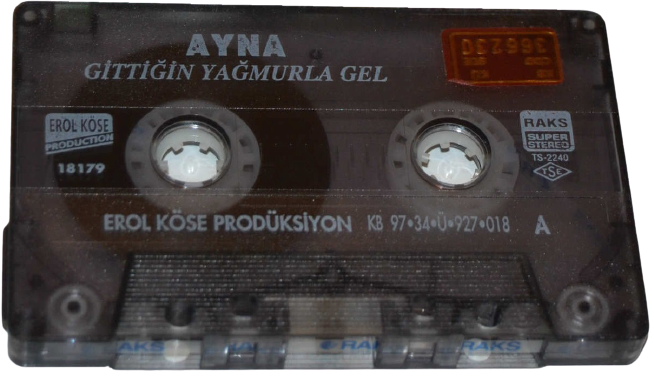 AYNA
GİTTİĞİN YAĞMURLA GEL
366230
EROL KÖSE
PRODUCTION
18179
RAKS
SUPER
STEREO
TS-2240
TSE
EROL KÖSE PRODÜKSİYON KB 97•34•Ü•927•018 A
RAKS
RAKS
RAKS